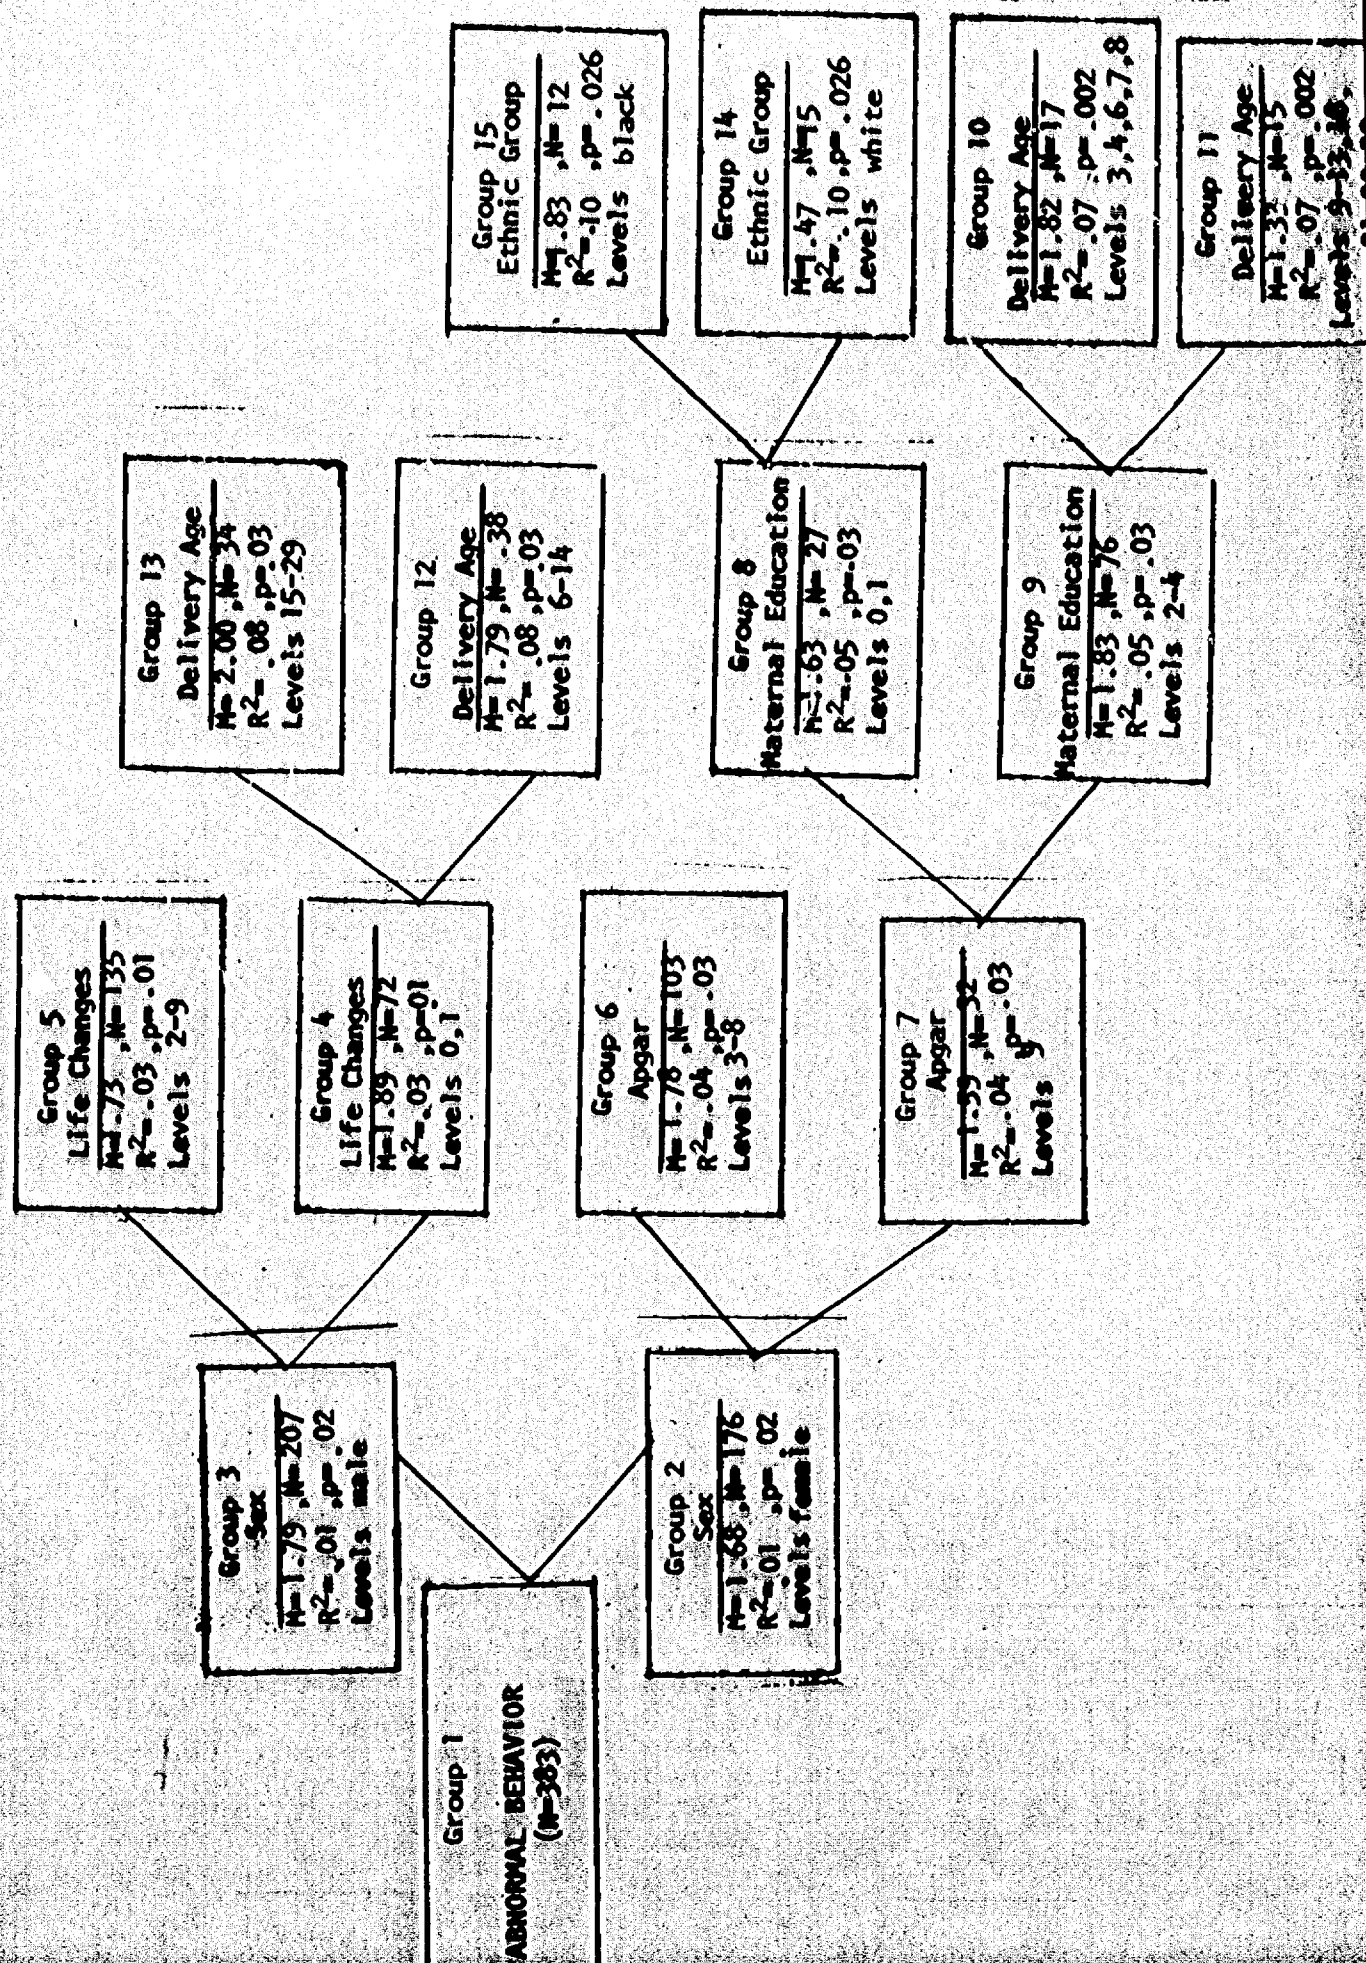 Group 1
ABNORMAL BEHAVIOR
(N=383)
Group 3
Sex
M=1.79 ,N=207
R²=.01 ,p=.02
Levels male
Group 2
Sex
M=1.68 ,N=176
R²=.01 ,p= 02
Levels female
Group 5
Life Changes
M=1.73 ,N=135
R²=.03 ,p=.01
Levels 2-9
Group 4
Life Changes
M=1.89 ,N=72
R²=.03 ,p=01
Levels 0,1
Group 6
Apgar
M=1.78 ,N=103
R²=.04 ,p=.03
Levels 3-8
Group 7
Apgar
,N=32
R²=.04 ,p=.03
Levels
Group 13
Delivery Age
M=2.00 ,N=34
R²=.08 ,p=.03
Levels 15-29
Group 12
Delivery Age
M=1.79 ,N=.38
R²=.08 ,p=.03
Levels 6-14
Group 8
Maternal Education
M=1.63 ,N=27
R²=.05 ,p=.03
Levels 0,1
Group 9
Maternal Education
M=1.83 ,N=76
R²=.05 ,p=.03
Levels 2-4
Group 15
Ethnic Group
M=1.83 ,N=12
R²=.10 ,p=.026
Levels black
Group 14
Ethnic Group
M=1.47 ,N=15
R²=.10 ,p=.026
Levels white
Group 10
Delivery Age
M=1.82 ,N=17
R²=.07 ,p=.002
Levels 3,4,6,7,8
Group 11
Delivery Age
,N=15
R²=.07 ,p=.002
Levels 9-13,